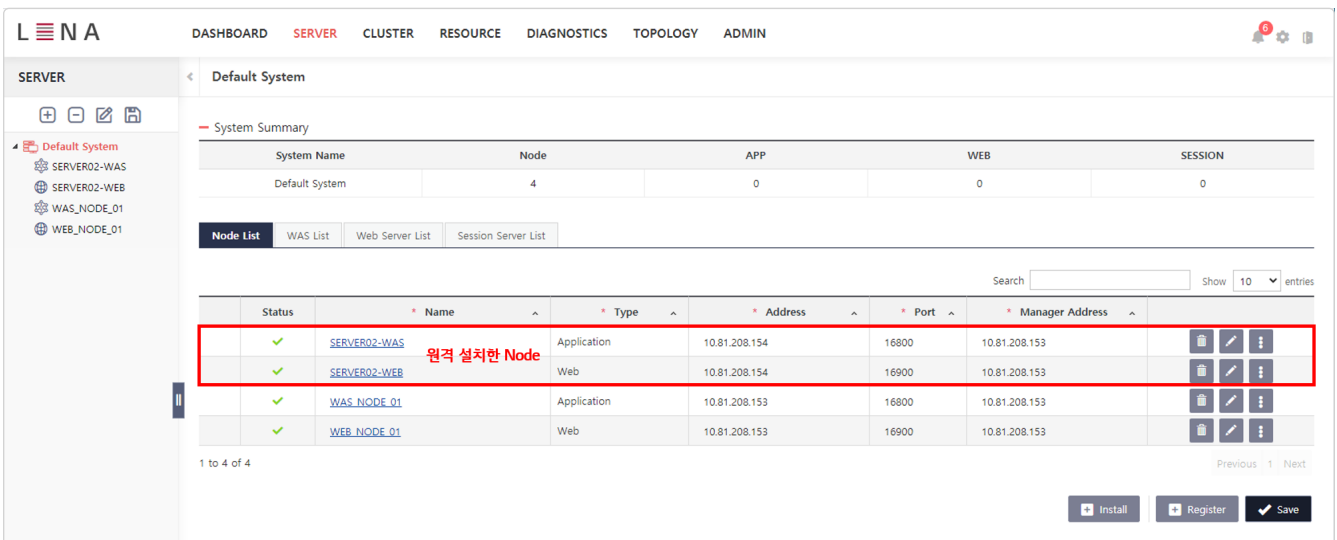 LENA
DASHBOARD SERVER CLUSTER RESOURCE DIAGNOSTICS TOPOLOGY ADMIN
6
SERVER
Default System
Default System
SERVER02-WAS
SERVER02-WEB
WAS_NODE_01
WEB_NODE_01
System Summary
System Name Node APP WEB SESSION
Default System 4 0 0 0
Node List WAS List Web Server List Session Server List
Search Show 10 entries
Status * Name * Type * Address * Port * Manager Address
SERVER02-WAS Application 10.81.208.154 16800 10.81.208.153
원격 설치한 Node
SERVER02-WEB Web 10.81.208.154 16900 10.81.208.153
WAS_NODE_01 Application 10.81.208.153 16800 10.81.208.153
WEB_NODE_01 Web 10.81.208.153 16900 10.81.208.153
1 to 4 of 4
Previous 1 Next
Install Register Save